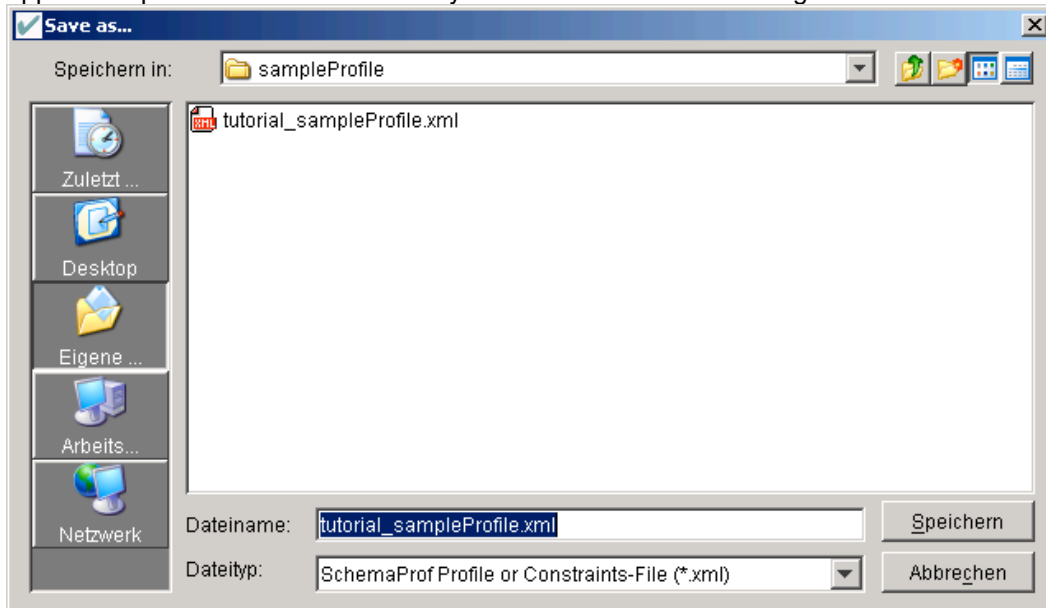 Save as...
Speichern in:
sampleProfile
tutorial_sampleProfile.xml
XML
Zuletzt ...
Desktop
Eigene ...
Arbeits...
Netzwerk
Dateiname:
tutorial_sampleProfile.xml
Speichern
Dateityp:
SchemaProf Profile or Constraints-File (*.xml)
Abbrechen